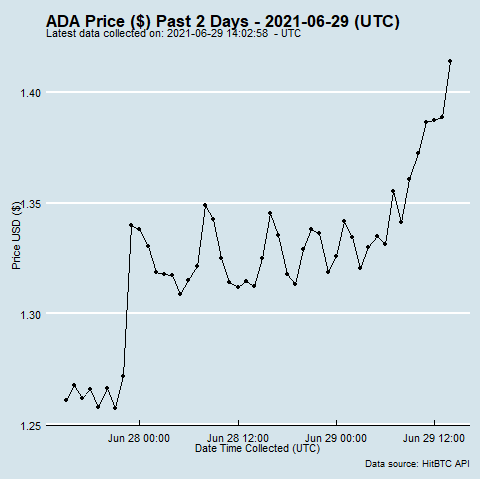 ADA Price ($) Past 2 Days - 2021-06-29 (UTC)
Latest data collected on: 2021-06-29 14:02:58 - UTC
1.40
1.35
1.30
1.25
Price USD ($)
Jun 28 00:00 Jun 28 12:00 Jun 29 00:00 Jun 29 12:00
Date Time Collected (UTC)
Data source: HitBTC API